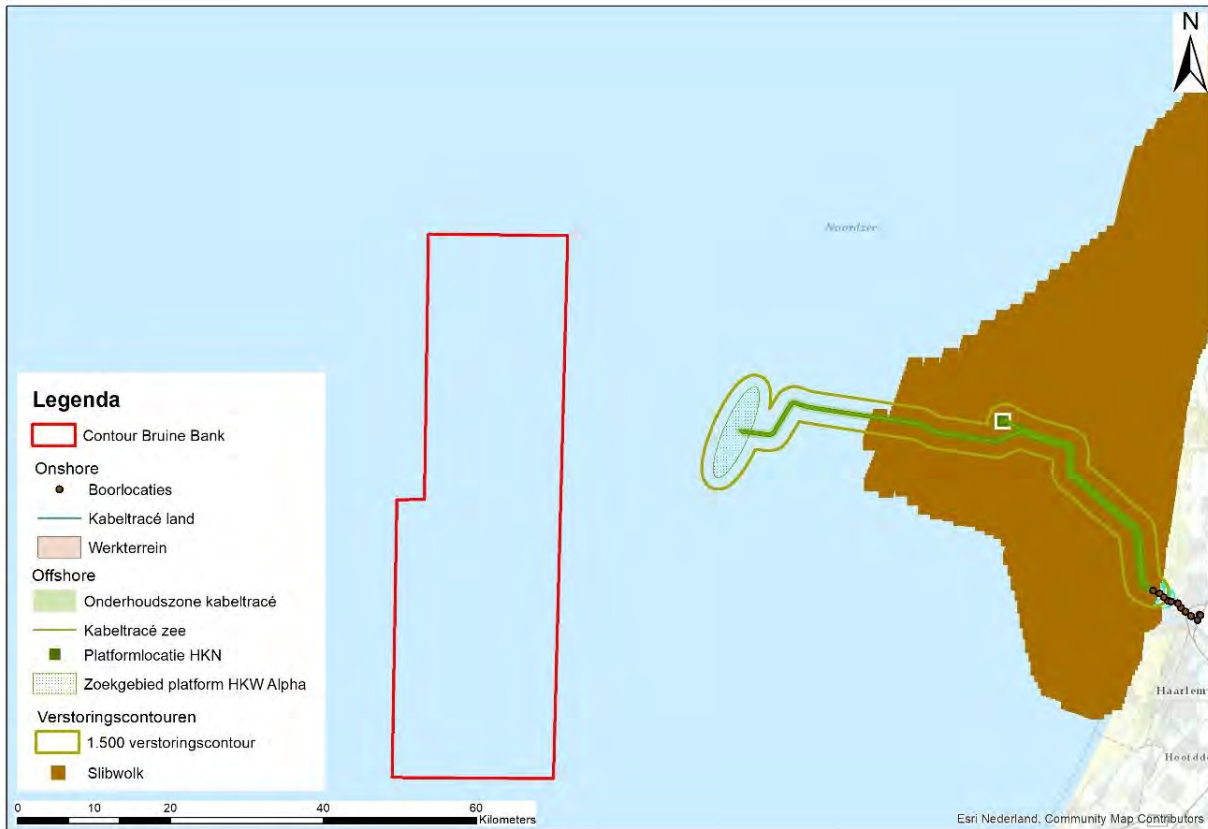 N
Noordzee
Legenda
Contour Bruine Bank
Onshore
Boorlocaties
Kabeltracé land
Werkterrein
Offshore
Onderhoudszone kabeltracé
Kabeltracé zee
Platformlocatie HKN
Zoekgebied platform HKW Alpha
Verstoringscontouren
1.500 verstoringscontour
Slibwolk
Haarlem
Hoofdd
0 10 20 40 60
Kilometers
Esri Nederland, Community Map Contributors